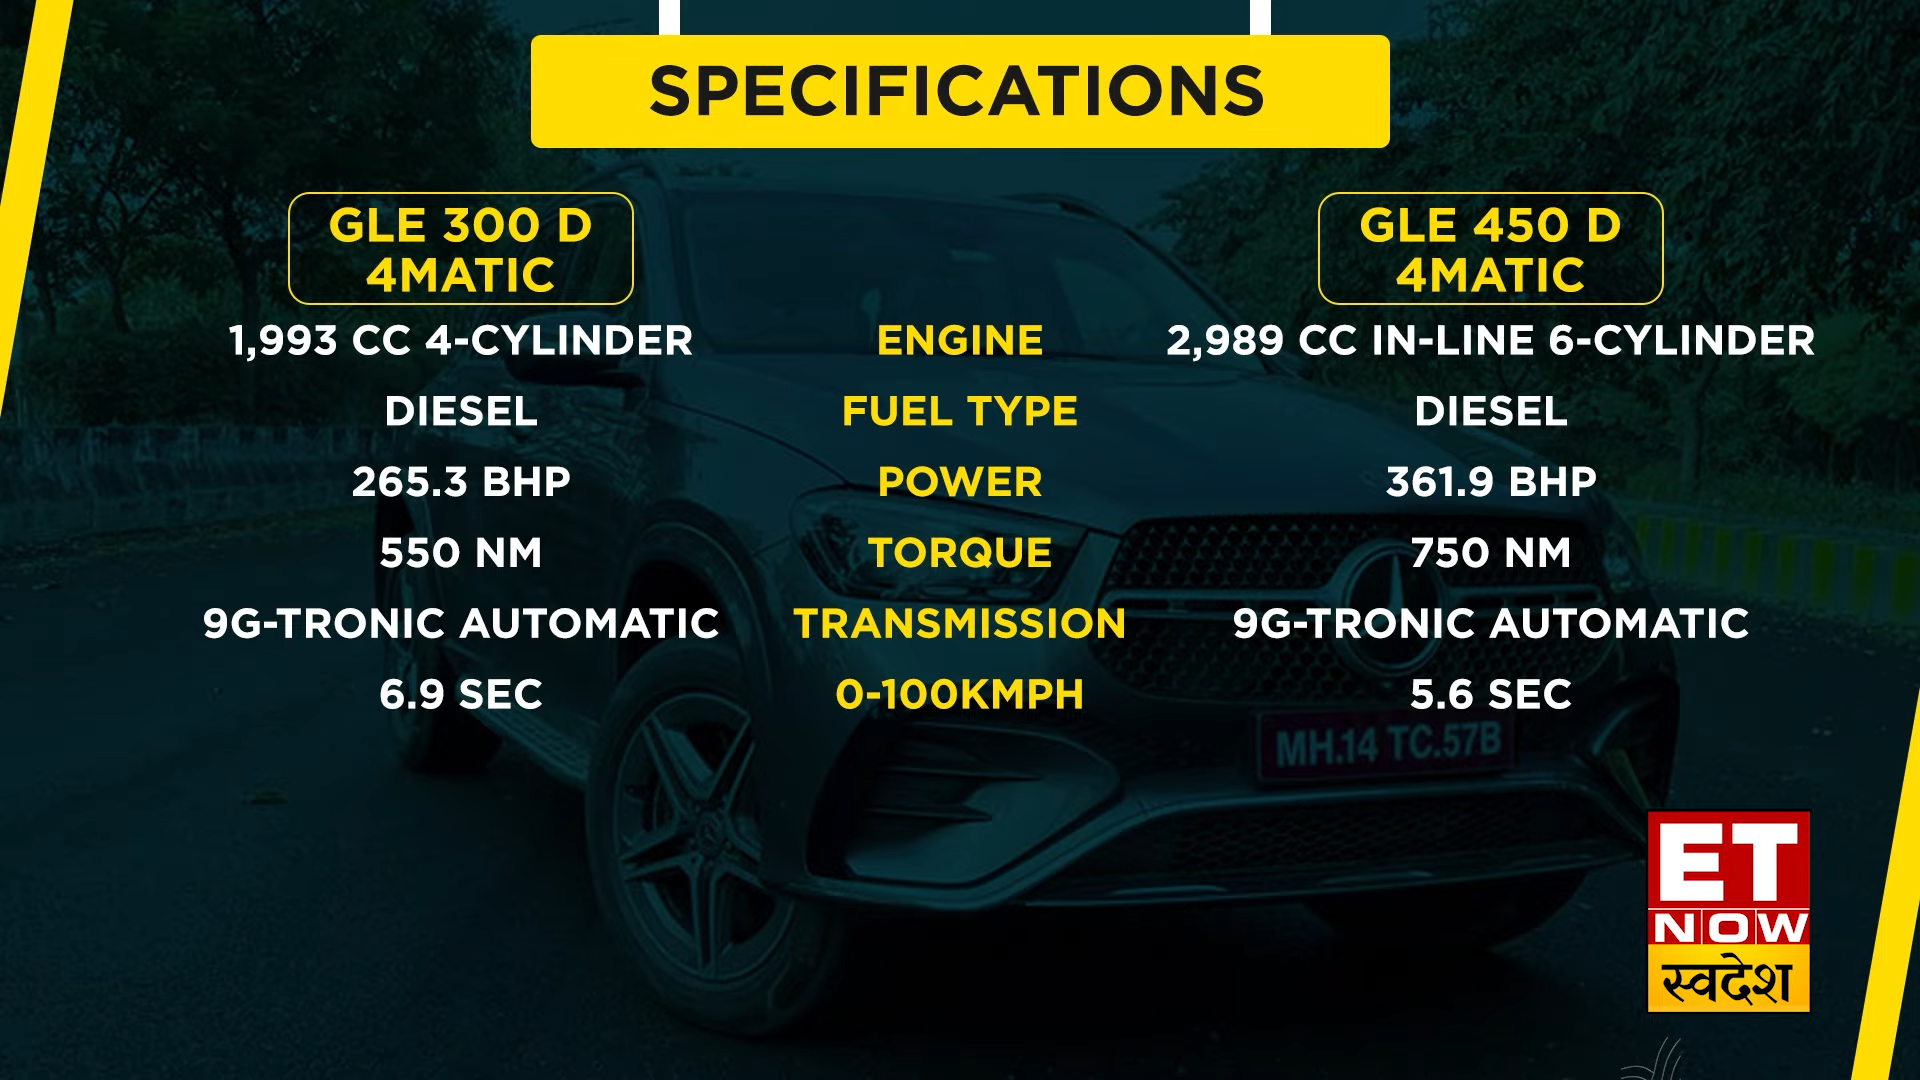 SPECIFICATIONS
GLE 300 D
4MATIC
GLE 450 D
4MATIC
1,993 CC 4-CYLINDER ENGINE 2,989 CC IN-LINE 6-CYLINDER
DIESEL FUEL TYPE DIESEL
265.3 BHP POWER 361.9 BHP
550 NM TORQUE 750 NM
9G-TRONIC AUTOMATIC TRANSMISSION 9G-TRONIC AUTOMATIC
6.9 SEC 0-100KMPH 5.6 SEC
MH.14 TC.57B
ET
NOW
स्वदेश